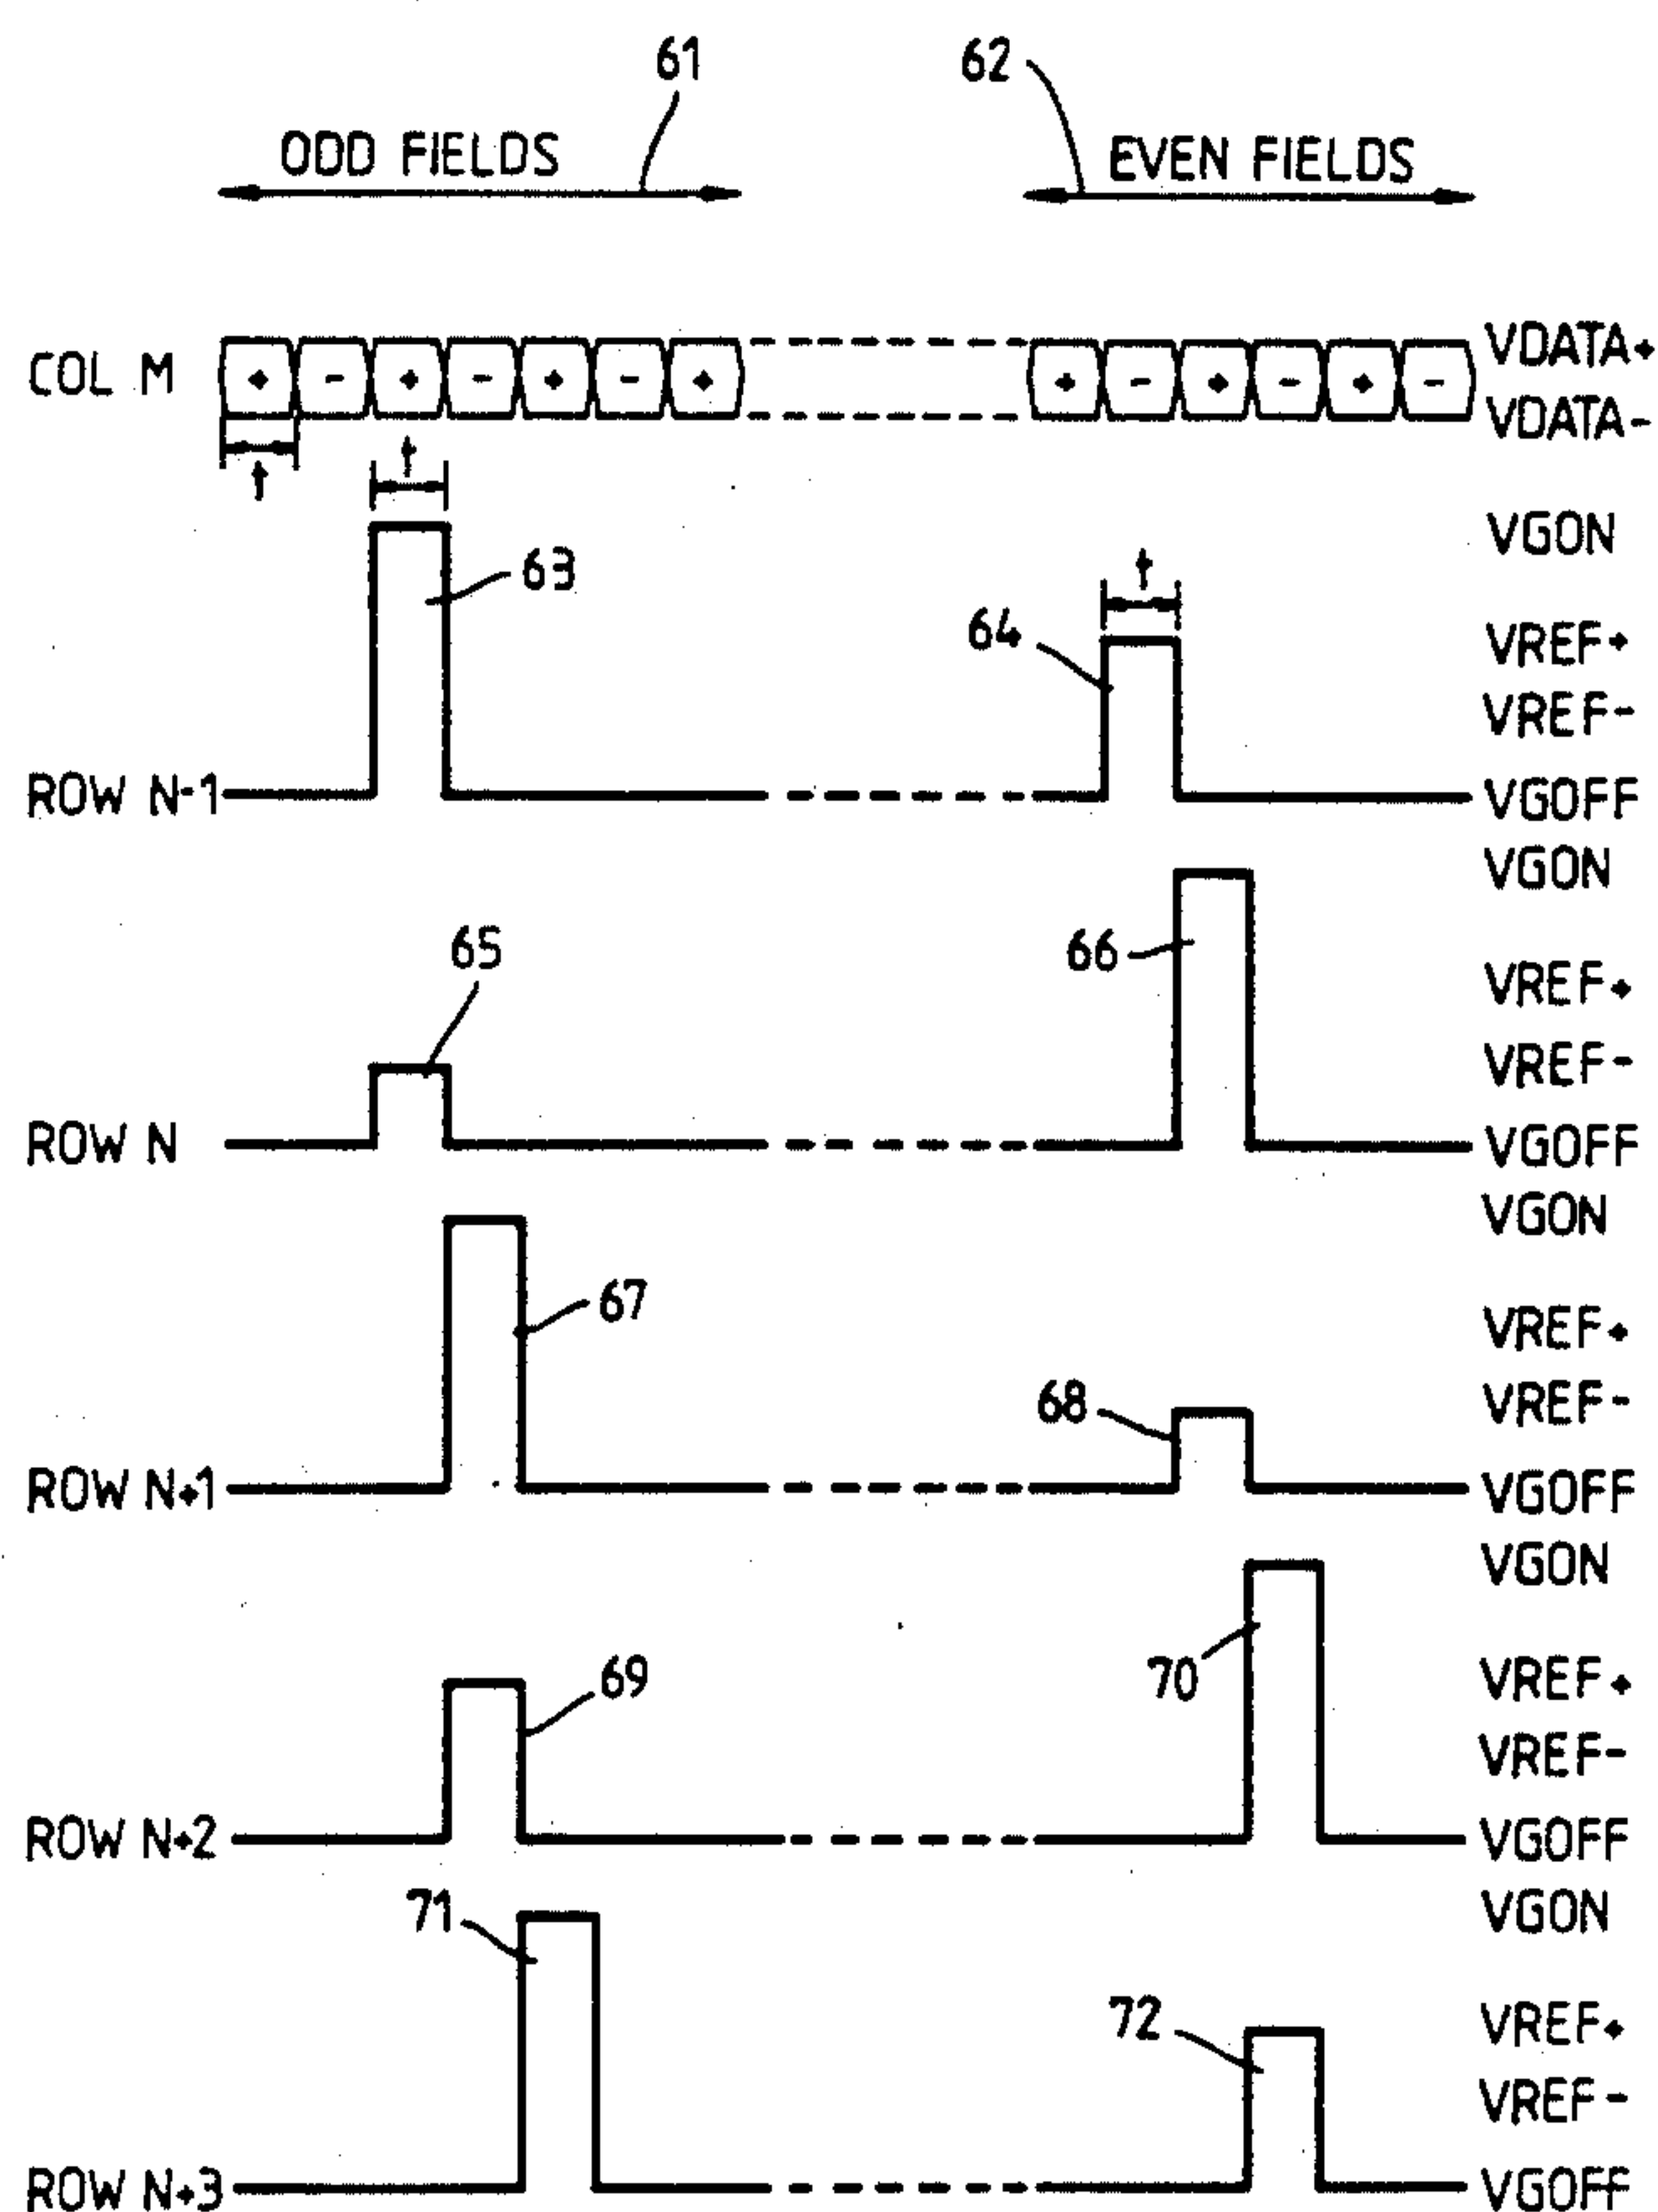 61
62
ODD FIELDS
EVEN FIELDS
COL M
+ - + - + - +
+ - + - + -
VDATA+
VDATA-
t
t
VGON
63
t
64
VREF+
VREF-
ROW N-1
VGOFF
VGON
65
66
VREF+
VREF-
ROW N
VGOFF
VGON
67
VREF+
68
VREF-
ROW N+1
VGOFF
VGON
69
70
VREF+
VREF-
ROW N+2
VGOFF
71
VGON
72
VREF+
VREF-
ROW N+3
VGOFF